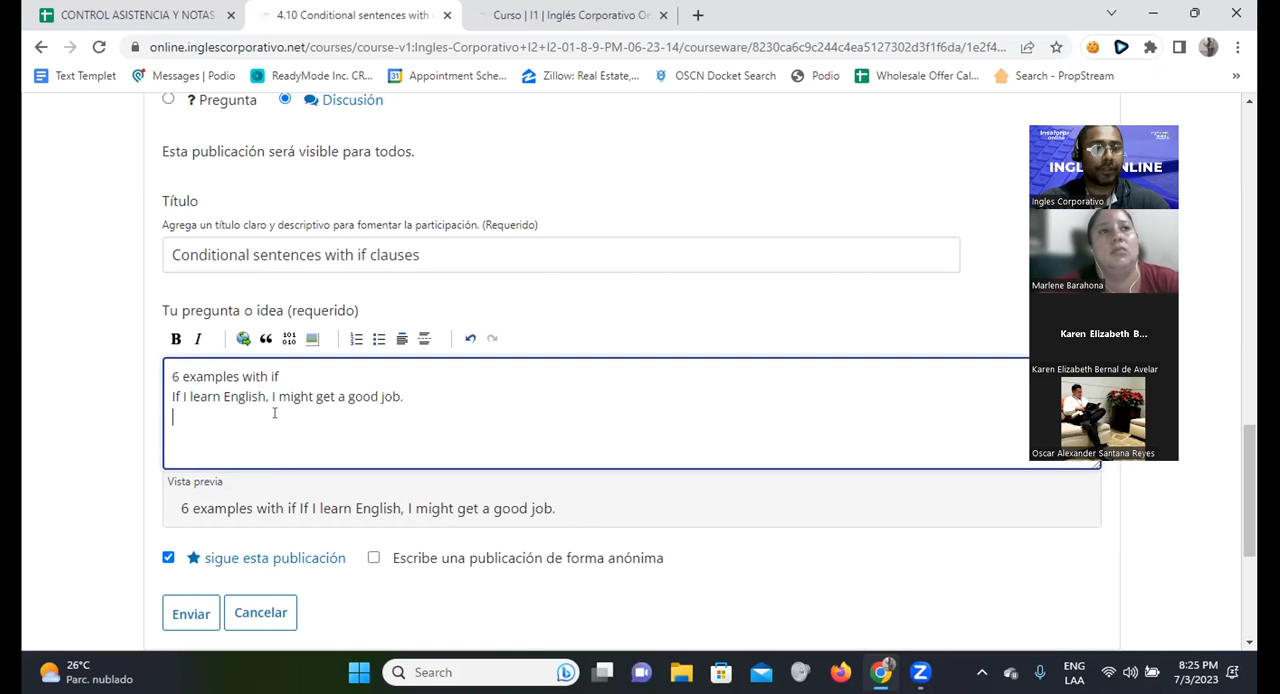 CONTROL ASISTENCIA Y NOTAS
4.10 Conditional sentences with
Curso | I1 | Inglés Corporativo On
online.inglescorporativo.net/courses/course-v1:Ingles-Corporativo+I2+I2-01-8-9-PM-06-23-14/courseware/8230ca6c9c244c4ea5127302d3f1f6da/1e2f4...
Text Templet
Messages | Podio
ReadyMode Inc. CR...
Appointment Sche...
Zillow: Real Estate,...
OSCN Docket Search
Podio
Wholesale Offer Cal...
Search - PropStream
? Pregunta
Discusión
Esta publicación será visible para todos.
Título
Agrega un título claro y descriptivo para fomentar la participación. (Requerido)
Conditional sentences with if clauses
Tu pregunta o idea (requerido)
B I
6 examples with if
If I learn English, I might get a good job.
Vista previa
6 examples with if If I learn English, I might get a good job.
sigue esta publicación
Escribe una publicación de forma anónima
Enviar
Cancelar
Ingles Corporativo
Marlene Barahona
Karen Elizabeth B...
Karen Elizabeth Bernal de Avelar
Oscar Alexander Santana Reyes
26°C
Parc. nublado
Search
ENG
LAA
8:25 PM
7/3/2023